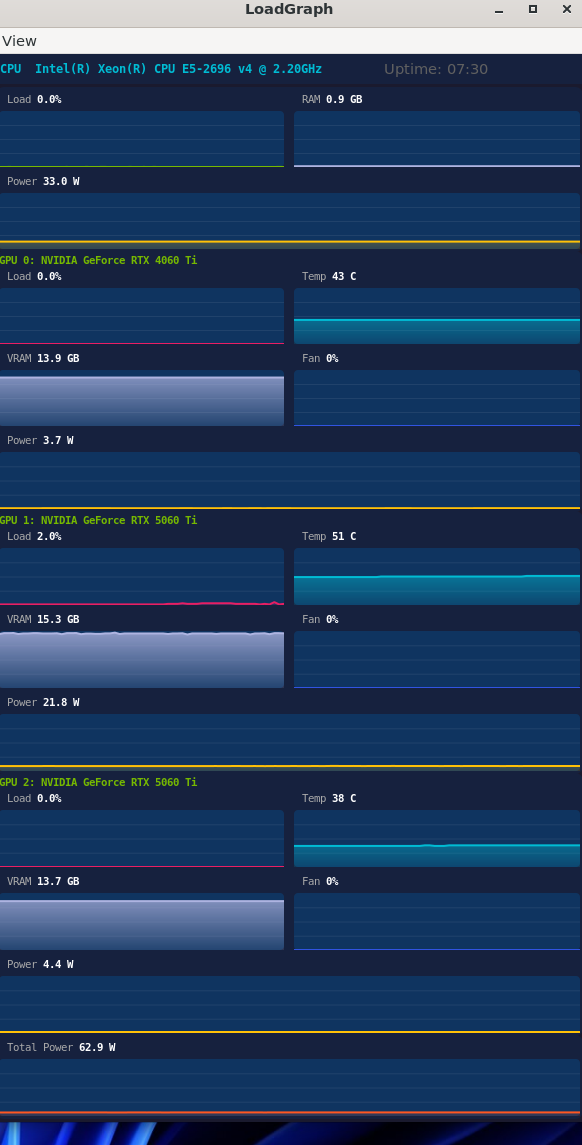 LoadGraph
View
CPU Intel(R) Xeon(R) CPU E5-2696 v4 @ 2.20GHz Uptime: 07:30
Load 0.0% RAM 0.9 GB
Power 33.0 W
GPU 0: NVIDIA GeForce RTX 4060 Ti
Load 0.0% Temp 43 C
VRAM 13.9 GB Fan 0%
Power 3.7 W
GPU 1: NVIDIA GeForce RTX 5060 Ti
Load 2.0% Temp 51 C
VRAM 15.3 GB Fan 0%
Power 21.8 W
GPU 2: NVIDIA GeForce RTX 5060 Ti
Load 0.0% Temp 38 C
VRAM 13.7 GB Fan 0%
Power 4.4 W
Total Power 62.9 W